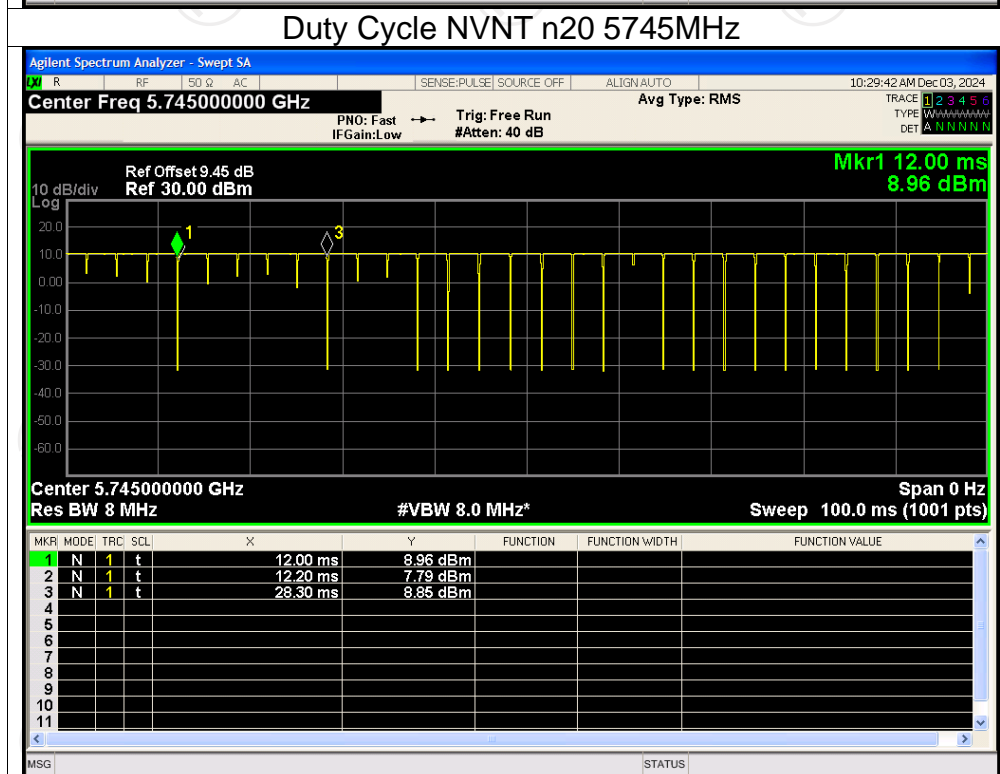 Duty Cycle NVNT n20 5745MHz
Agilent Spectrum Analyzer - Swept SA
LXI R RF 50 Ω AC SENSE:PULSE SOURCE OFF ALIGN AUTO 10:29:42 AM Dec 03, 2024
Center Freq 5.745000000 GHz Avg Type: RMS TRACE 1 2 3 4 5 6
PNO: Fast Trig: Free Run TYPE W
IFGain:Low #Atten: 40 dB DET A N N N N N
Mkr1 12.00 ms
8.96 dBm
Ref Offset 9.45 dB
10 dB/div Ref 30.00 dBm
Log
20.0
10.0
0.00
-10.0
-20.0
-30.0
-40.0
-50.0
-60.0
1
3
Center 5.745000000 GHz Span 0 Hz
Res BW 8 MHz #VBW 8.0 MHz* Sweep 100.0 ms (1001 pts)
MKR MODE TRC SCL X Y FUNCTION FUNCTION WIDTH FUNCTION VALUE
1 N 1 t 12.00 ms 8.96 dBm
2 N 1 t 12.20 ms 7.79 dBm
3 N 1 t 28.30 ms 8.85 dBm
4
5
6
7
8
9
10
11
MSG STATUS